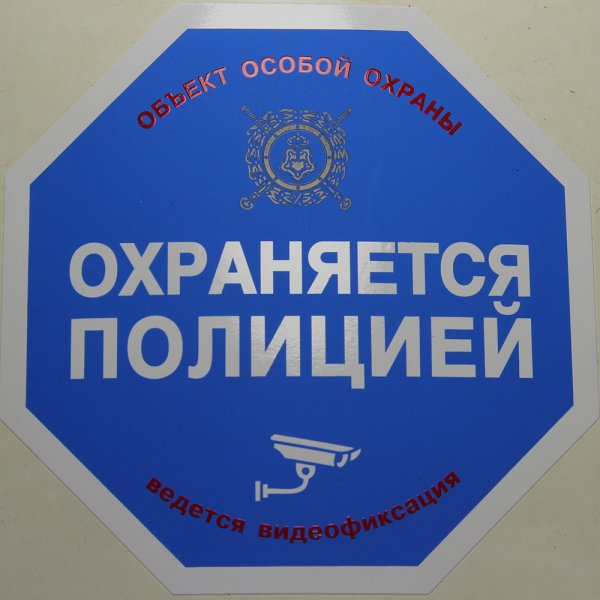 ОБЪЕКТ ОСОБОЙ ОХРАНЫ
ОХРАНЯЕТСЯ
ПОЛИЦИЕЙ
ведется видеофиксация